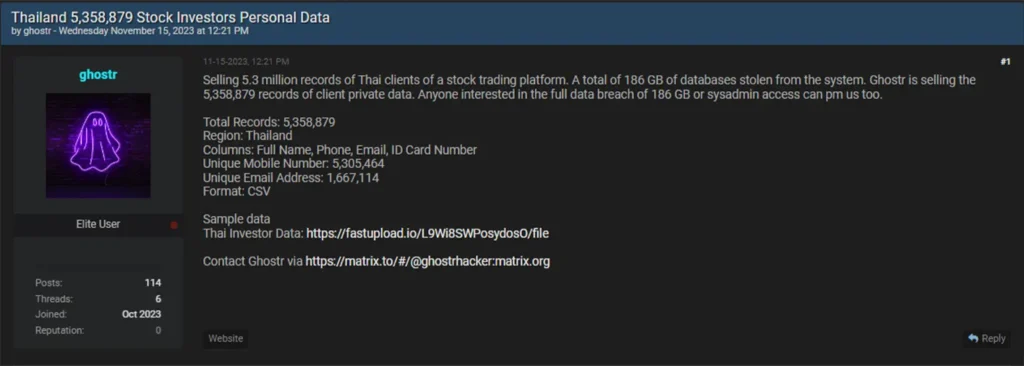 Thailand 5,358,879 Stock Investors Personal Data
by ghostr - Wednesday November 15, 2023 at 12:21 PM
11-15-2023, 12:21 PM
#1
ghostr
Selling 5.3 million records of Thai clients of a stock trading platform. A total of 186 GB of databases stolen from the system. Ghostr is selling the
5,358,879 records of client private data. Anyone interested in the full data breach of 186 GB or sysadmin access can pm us too.
Total Records: 5,358,879
Region: Thailand
Columns: Full Name, Phone, Email, ID Card Number
Unique Mobile Number: 5,305,464
Unique Email Address: 1,667,114
Format: CSV
Elite User
Sample data
Thai Investor Data: https://fastupload.io/L9Wi8SWPosydosO/file
Contact Ghostr via https://matrix.to/#/@ghostrhacker:matrix.org
Posts: 114
Threads: 6
Joined: Oct 2023
Reputation: 0
Website
Reply